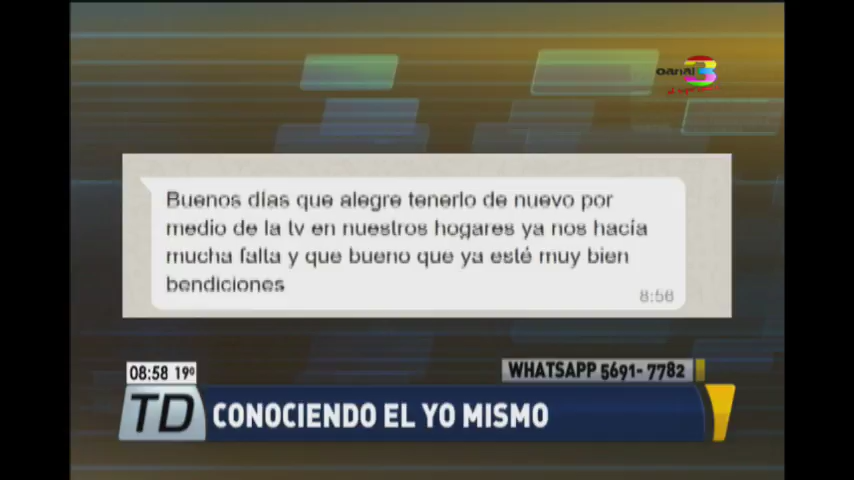 canal 3
Buenos días que alegre tenerlo de nuevo por
medio de la tv en nuestros hogares ya nos hacía
mucha falta y que bueno que ya esté muy bien
bendiciones
8:56
08:58 19º
WHATSAPP 5691-7782
TD CONOCIENDO EL YO MISMO